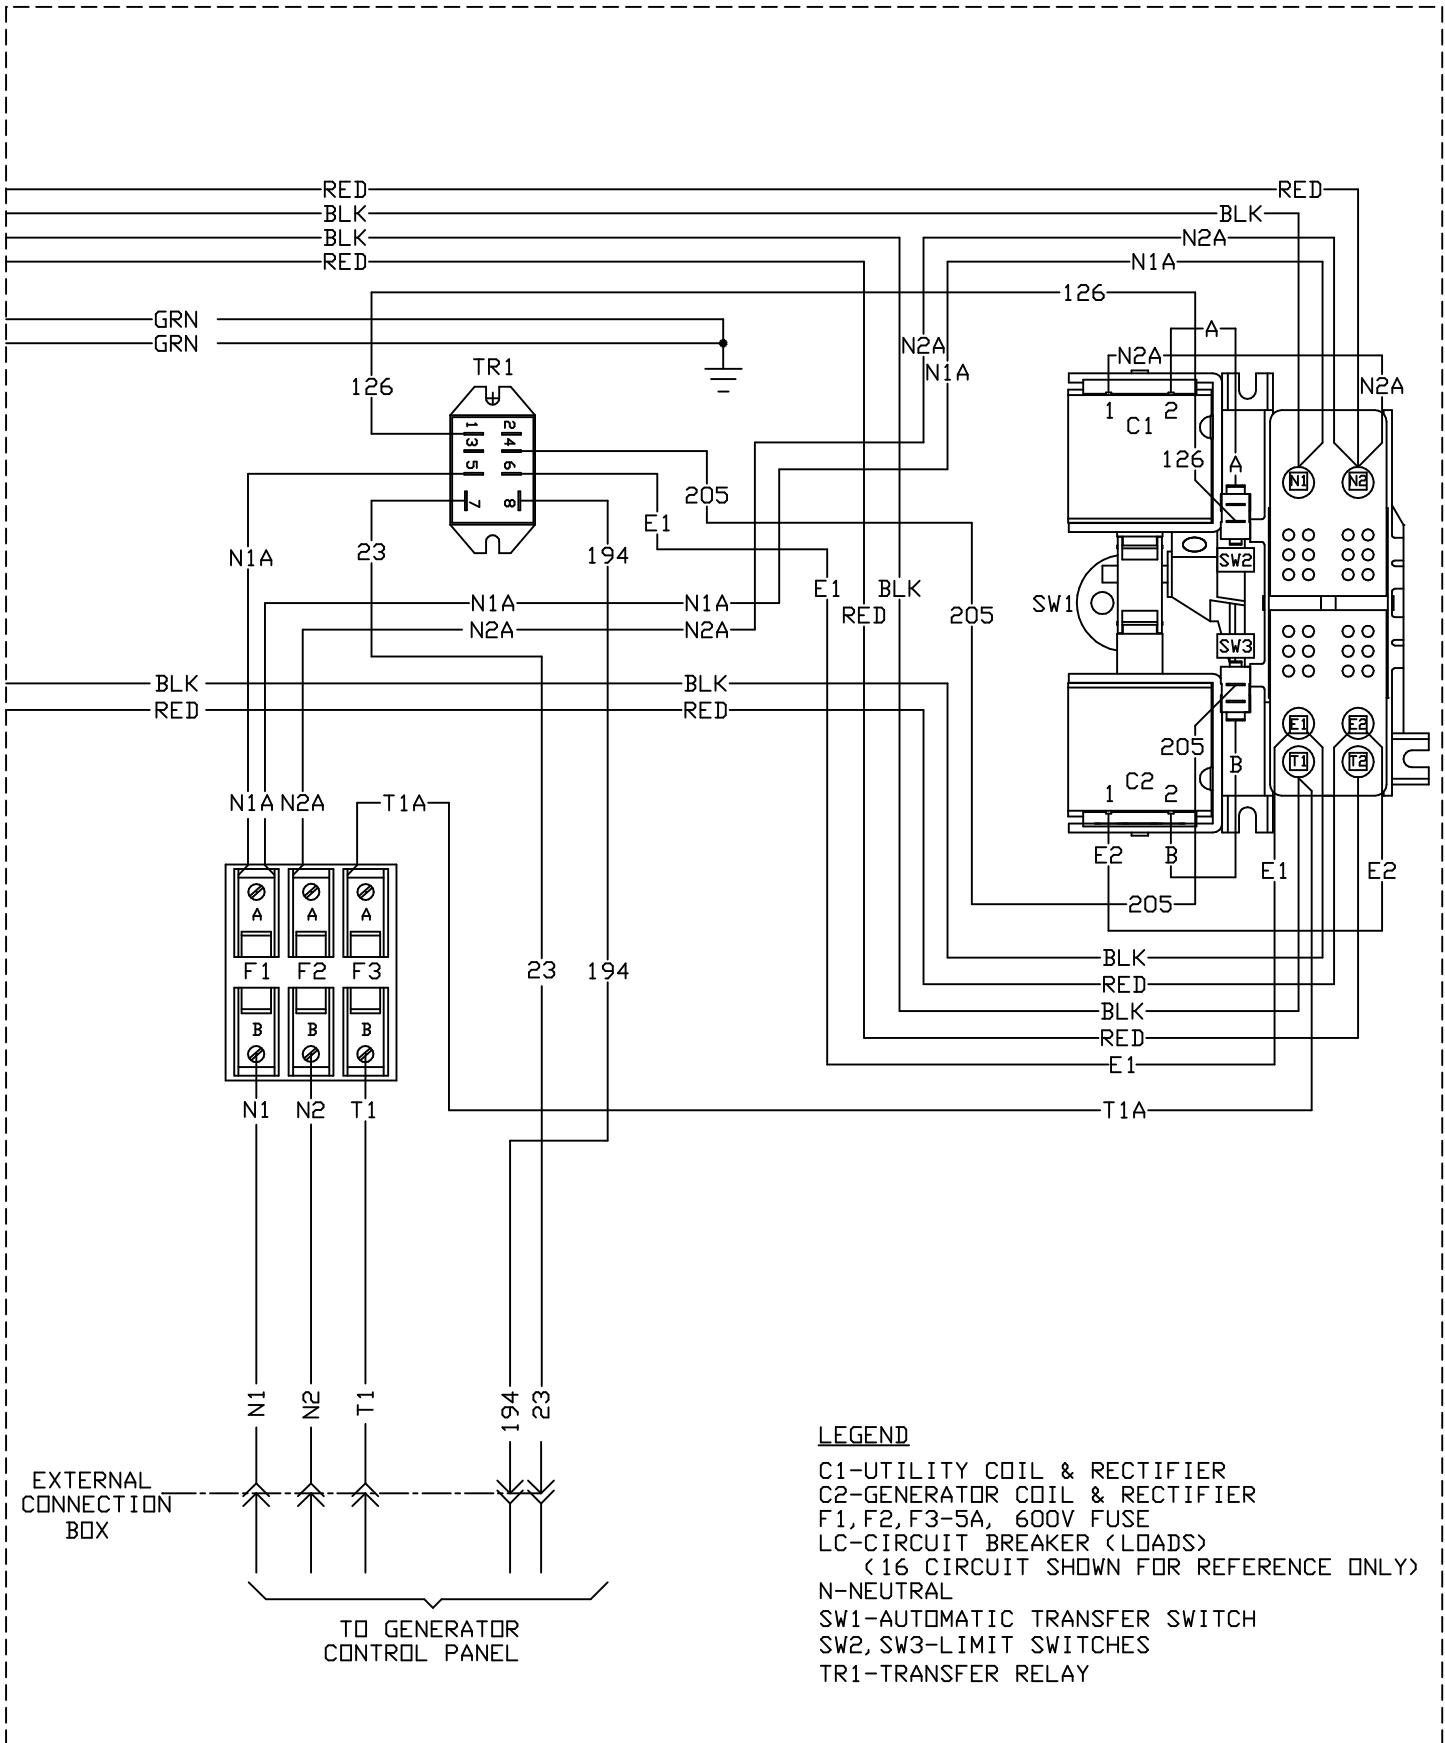 RED RED
BLK BLK
BLK N2A
RED N1A
126
GRN
GRN
A
N2A
N2A
TR1
N1A
126
N2A
1 2
C1
1 2
3 4
126
A
5 6
N1 N2
205
7 8
E1
23
194
N1A
SW2
E1
BLK
N1A N1A
SW1
RED
205
N2A N2A
SW3
BLK BLK
RED RED
E1 E2
205
T1 T2
B
C2
1 2
N1A N2A T1A
E2 B
E1 E2
205
A A A
BLK
F1 F2 F3
23 194
RED
BLK
B B B
RED
E1
N1 N2 T1
T1A
N1 N2 T1 194 23
LEGEND
C1-UTILITY COIL & RECTIFIER
C2-GENERATOR COIL & RECTIFIER
F1,F2,F3-5A, 600V FUSE
LC-CIRCUIT BREAKER (LOADS)
(16 CIRCUIT SHOWN FOR REFERENCE ONLY)
N-NEUTRAL
SW1-AUTOMATIC TRANSFER SWITCH
SW2,SW3-LIMIT SWITCHES
TR1-TRANSFER RELAY
EXTERNAL
CONNECTION
BOX
TO GENERATOR
CONTROL PANEL